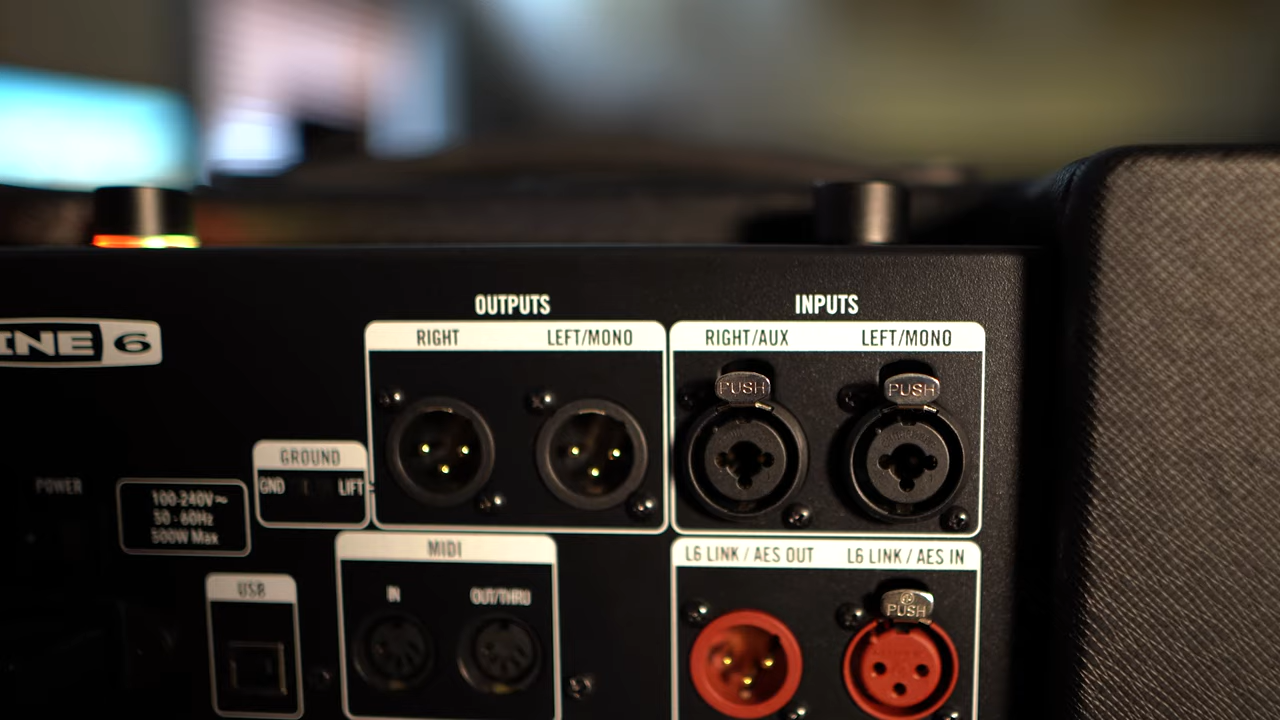 OUTPUTS
INPUTS
RIGHT LEFT/MONO
RIGHT/AUX LEFT/MONO
INE 6
PUSH PUSH
GROUND
GND LIFT
POWER
100-240V~
50-60Hz
500W Max
MIDI
IN OUT/THRU
USB
L6 LINK / AES OUT L6 LINK / AES IN
PUSH